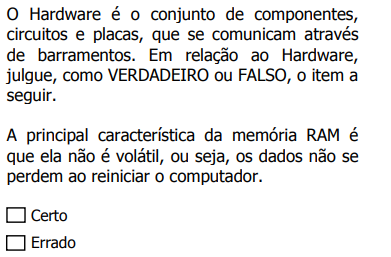 O Hardware é o conjunto de componentes,
circuitos e placas, que se comunicam através
de barramentos. Em relação ao Hardware,
julgue, como VERDADEIRO ou FALSO, o item a
seguir.
A principal característica da memória RAM é
que ela não é volátil, ou seja, os dados não se
perdem ao reiniciar o computador.
Certo
Errado